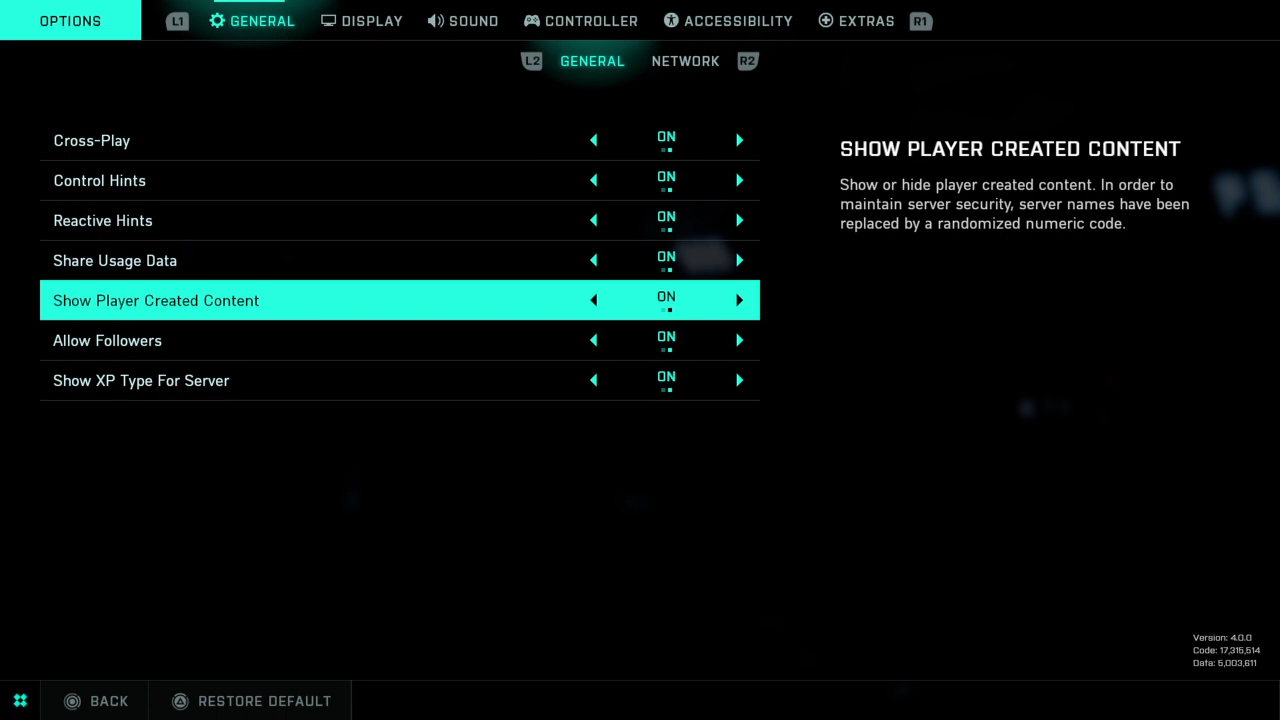 OPTIONS
L1 GENERAL DISPLAY SOUND CONTROLLER ACCESSIBILITY EXTRAS R1
L2 GENERAL NETWORK R2
Cross-Play ON
Control Hints ON
Reactive Hints ON
Share Usage Data ON
Show Player Created Content ON
Allow Followers ON
Show XP Type For Server ON
SHOW PLAYER CREATED CONTENT
Show or hide player created content. In order to
maintain server security, server names have been
replaced by a randomized numeric code.
Version: 4.0.0
Code: 17,315,514
Data: 5,003,611
BACK RESTORE DEFAULT